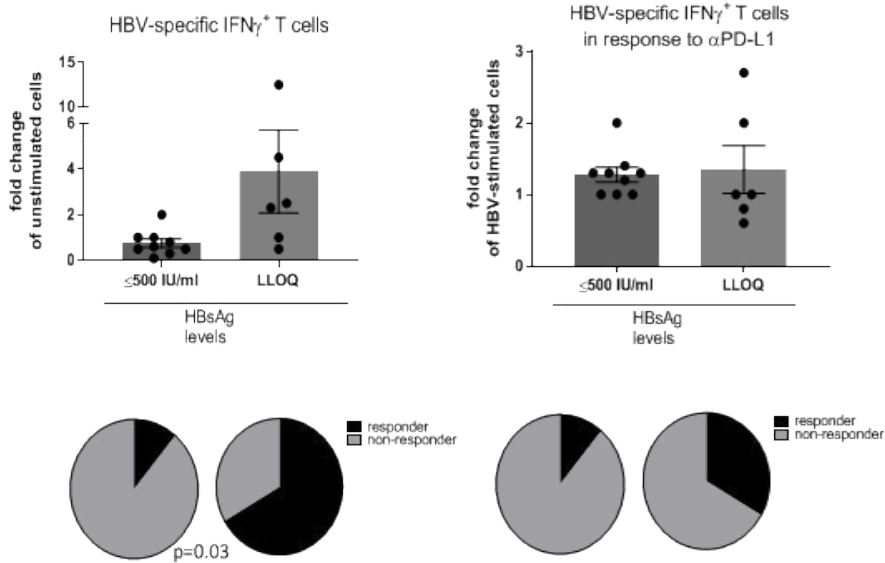 HBV-specific IFNγ⁺ T cells
fold change
of unstimulated cells
15
10
6
4
2
0
≤500 IU/ml
LLOQ
HBsAg
levels
HBV-specific IFNγ⁺ T cells
in response to αPD-L1
fold change
of HBV-stimulated cells
3
2
1
0
≤500 IU/ml
LLOQ
HBsAg
levels
responder
non-responder
p=0.03
responder
non-responder